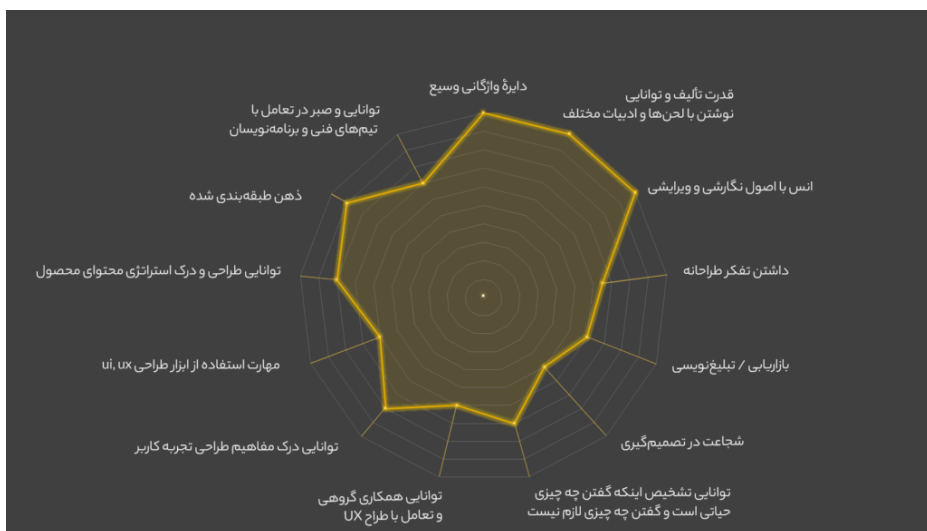 دایرهٔ واژگانی وسیع
قدرت تألیف و توانایی
نوشتن با لحن‌ها و ادبیات مختلف
انس با اصول نگارشی و ویرایشی
داشتن تفکر طراحانه
بازاریابی / تبلیغ‌نویسی
شجاعت در تصمیم‌گیری
توانایی تشخیص اینکه گفتن چه چیزی
حیاتی است و گفتن چه چیزی لازم نیست
توانایی همکاری گروهی
و تعامل با طراح UX
توانایی درک مفاهیم طراحی تجربه کاربر
مهارت استفاده از ابزار طراحی ui, ux
توانایی طراحی و درک استراتژی محتوای محصول
ذهن طبقه‌بندی شده
توانایی و صبر در تعامل با
تیم‌های فنی و برنامه‌نویسان